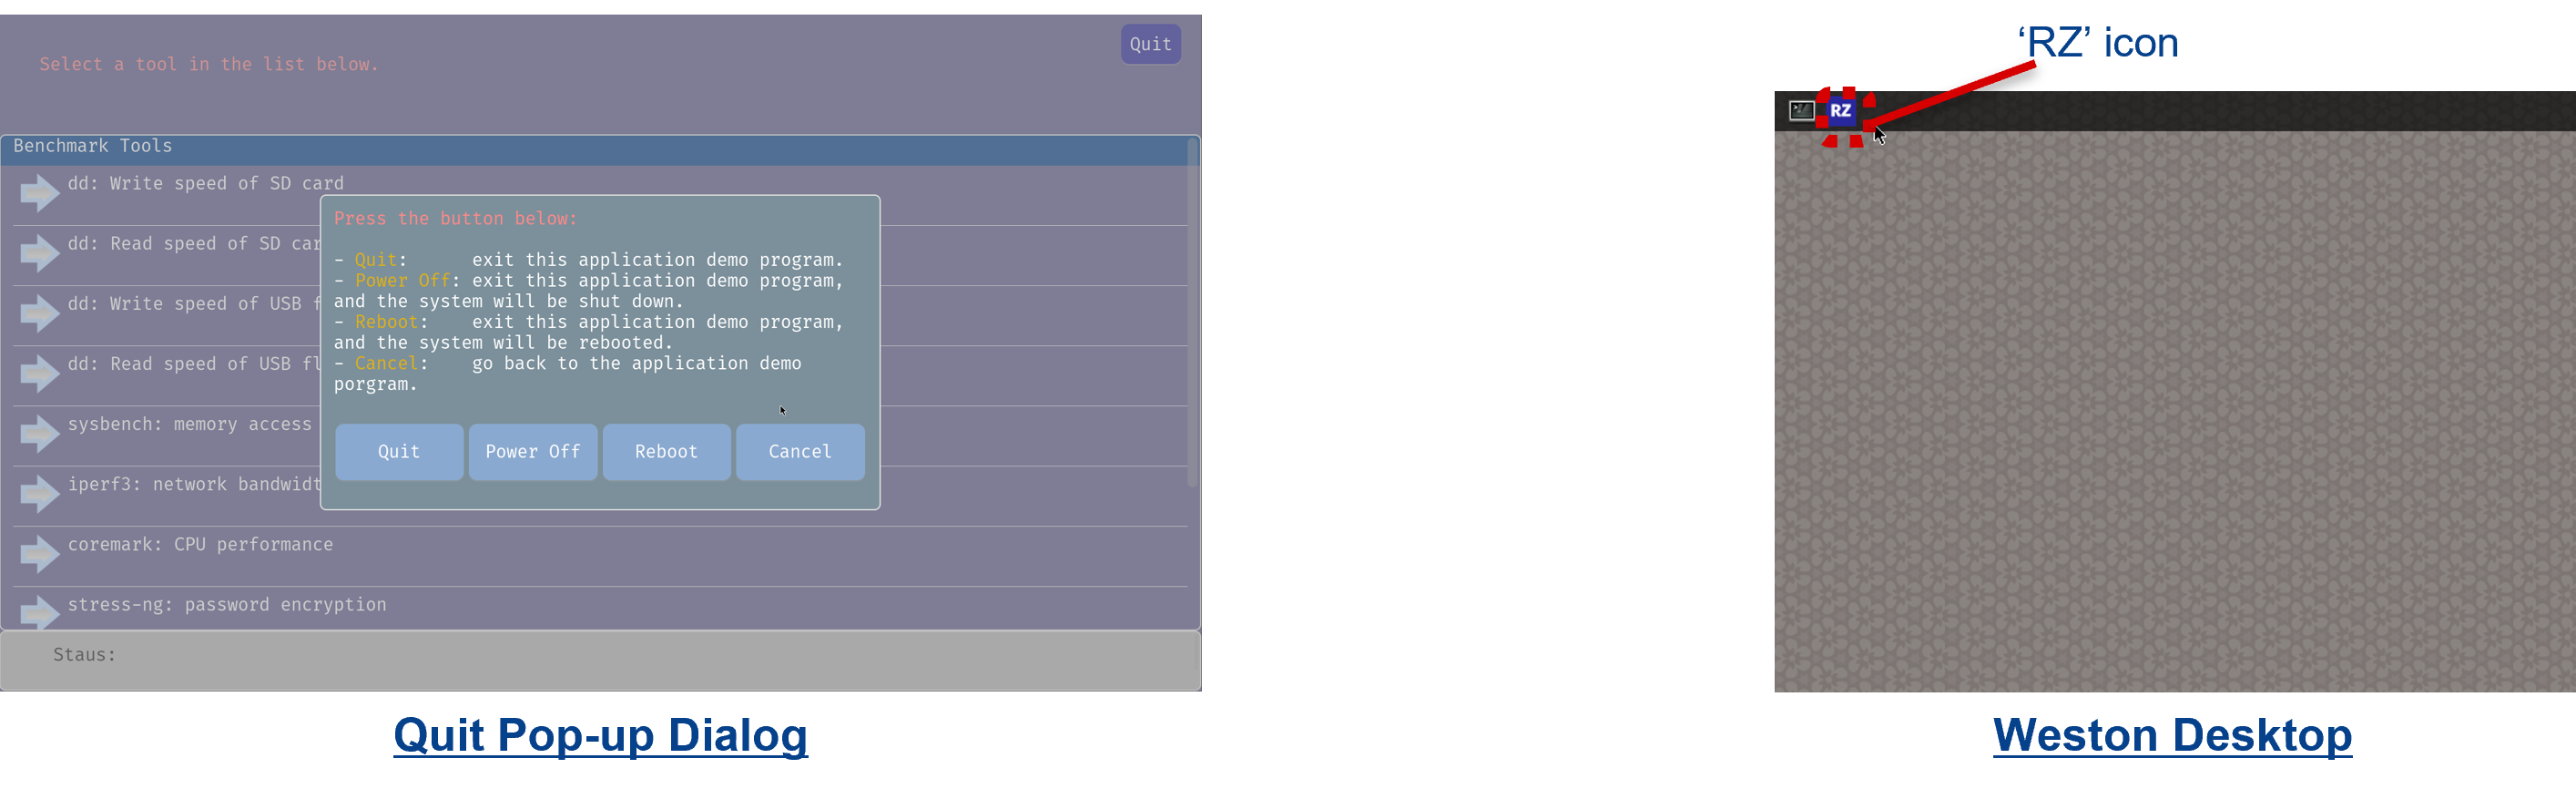 Quit
Select a tool in the list below.
Benchmark Tools
dd: Write speed of SD card
dd: Read speed of SD car
dd: Write speed of USB f
dd: Read speed of USB fl
sysbench: memory access
iperf3: network bandwidt
coremark: CPU performance
stress-ng: password encryption
Staus:
Press the button below:
- Quit:      exit this application demo program.
- Power Off: exit this application demo program,
and the system will be shut down.
- Reboot:    exit this application demo program,
and the system will be rebooted.
- Cancel:    go back to the application demo
porgram.
Quit
Power Off
Reboot
Cancel
Quit Pop-up Dialog
‘RZ’ icon
RZ
Weston Desktop